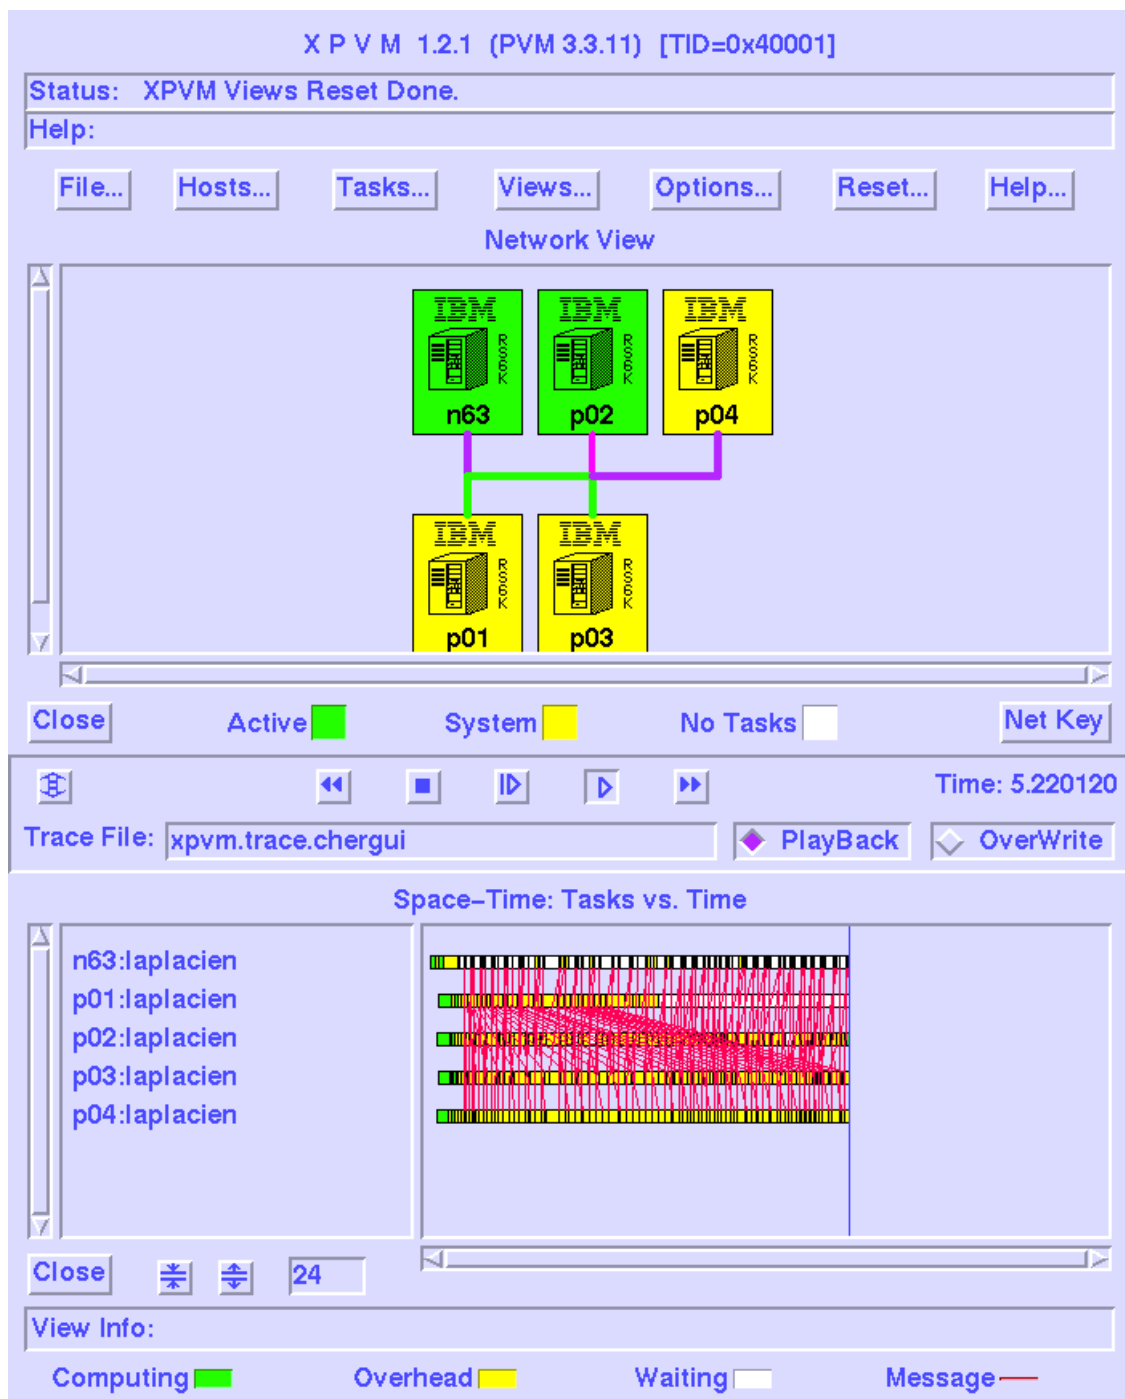 X P V M 1.2.1 (PVM 3.3.11) [TID=0x40001]
Status: XPVM Views Reset Done.
Help:
File... Hosts... Tasks... Views... Options... Reset... Help...
Network View
IBM IBM IBM
RS6K RS6K RS6K
n63 p02 p04
IBM IBM
RS6K RS6K
p01 p03
Close Active System No Tasks Net Key
Time: 5.220120
Trace File: xpvm.trace.chergui PlayBack OverWrite
Space-Time: Tasks vs. Time
n63:laplacien
p01:laplacien
p02:laplacien
p03:laplacien
p04:laplacien
Close 24
View Info:
Computing Overhead Waiting Message